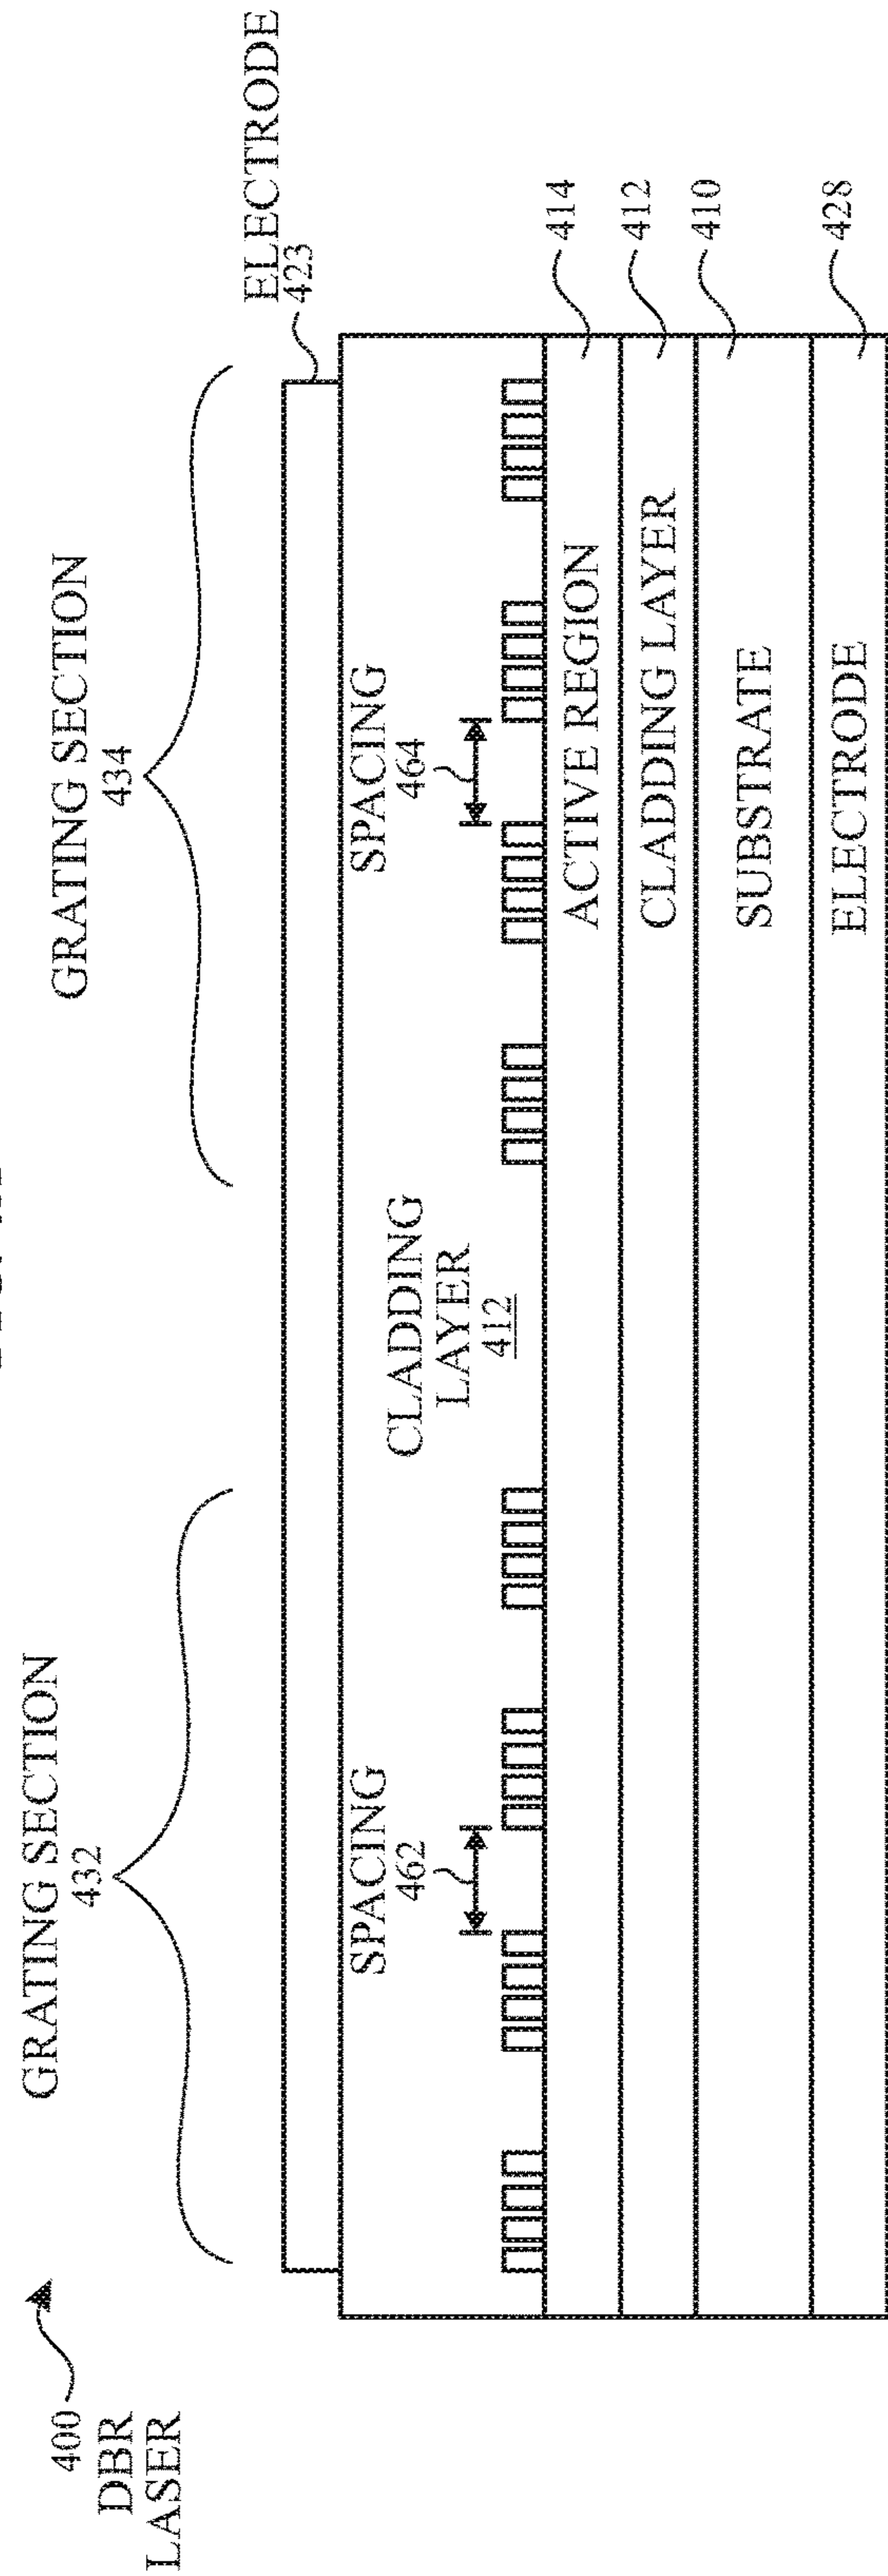 400
DBR
LASER
GRATING SECTION
432
GRATING SECTION
434
ELECTRODE
423
SPACING
462
CLADDING
LAYER
412
SPACING
464
ACTIVE REGION
414
CLADDING LAYER
412
SUBSTRATE
410
ELECTRODE
428